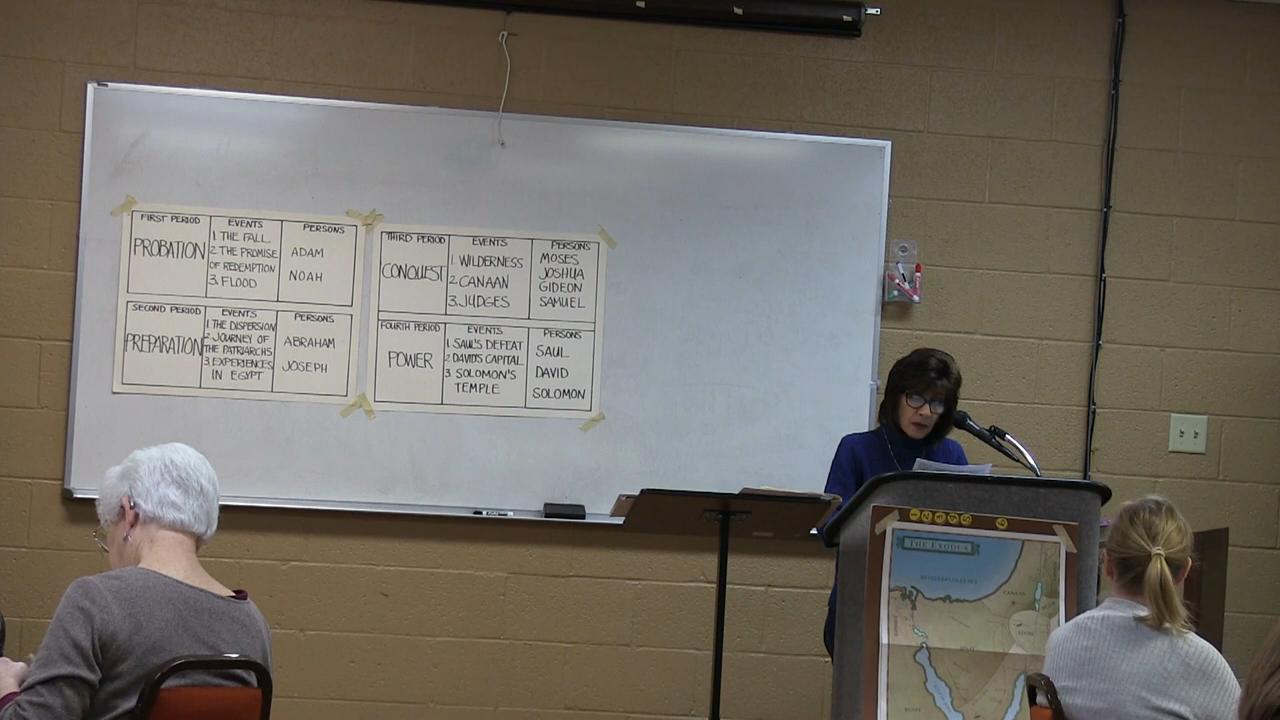 FIRST PERIOD
PROBATION
EVENTS
1. THE FALL
2. THE PROMISE
OF REDEMPTION
3. FLOOD
PERSONS
ADAM
NOAH
SECOND PERIOD
PREPARATION
EVENTS
1. THE DISPERSION
2. JOURNEY OF
THE PATRIARCHS
3. EXPERIENCES
IN EGYPT
PERSONS
ABRAHAM
JOSEPH
THIRD PERIOD
CONQUEST
EVENTS
1. WILDERNESS
2. CANAAN
3. JUDGES
PERSONS
MOSES
JOSHUA
GIDEON
SAMUEL
FOURTH PERIOD
POWER
EVENTS
1. SAUL'S DEFEAT
2. DAVID'S CAPITAL
3. SOLOMON'S
TEMPLE
PERSONS
SAUL
DAVID
SOLOMON
THE EXODUS
CANAAN
EDOM
EGYPT